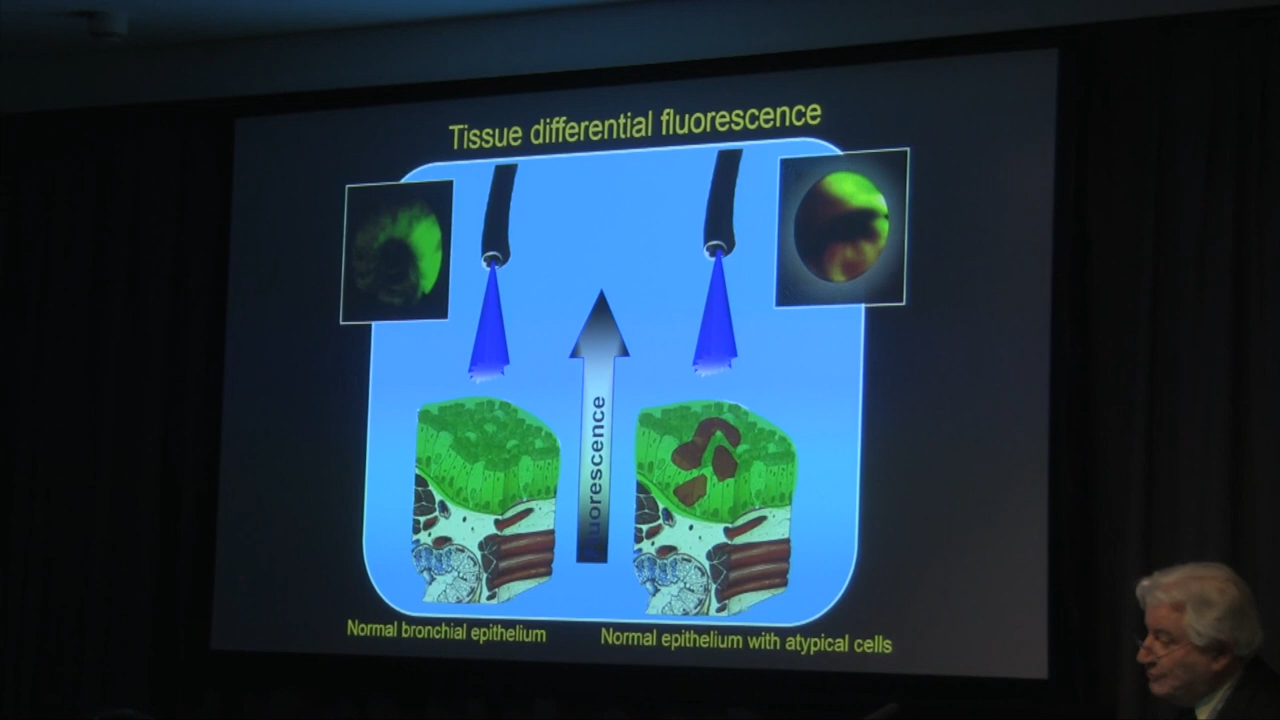 Tissue differential fluorescence
Fluorescence
Normal bronchial epithelium
Normal epithelium with atypical cells